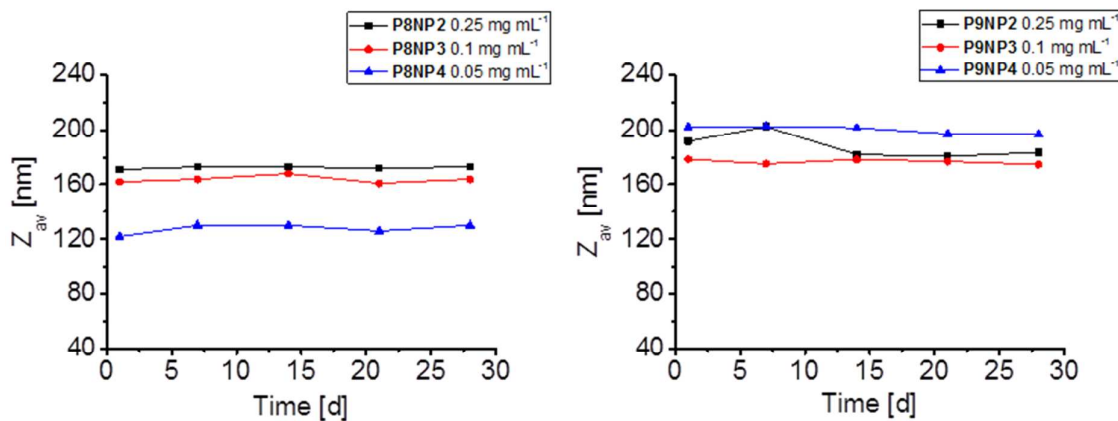 P8NP2 0.25 mg mL⁻¹
P8NP3 0.1 mg mL⁻¹
P8NP4 0.05 mg mL⁻¹
240
200
160
120
80
40
Z_av [nm]
0 5 10 15 20 25 30
Time [d]
P9NP2 0.25 mg mL⁻¹
P9NP3 0.1 mg mL⁻¹
P9NP4 0.05 mg mL⁻¹
240
200
160
120
80
40
Z_av [nm]
0 5 10 15 20 25 30
Time [d]